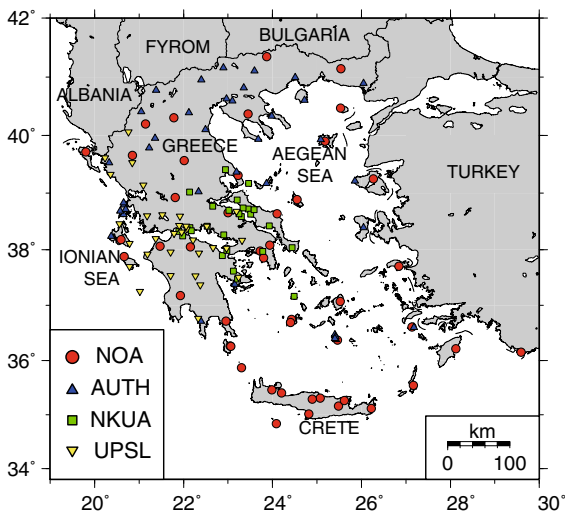 42°
BULGARIA
FYROM
ALBANIA
40°
GREECE
AEGEAN
SEA
TURKEY
38°
IONIAN
SEA
36°
NOA
AUTH
NKUA
UPSL
CRETE
km
0 100
34°
20° 22° 24° 26° 28° 30°